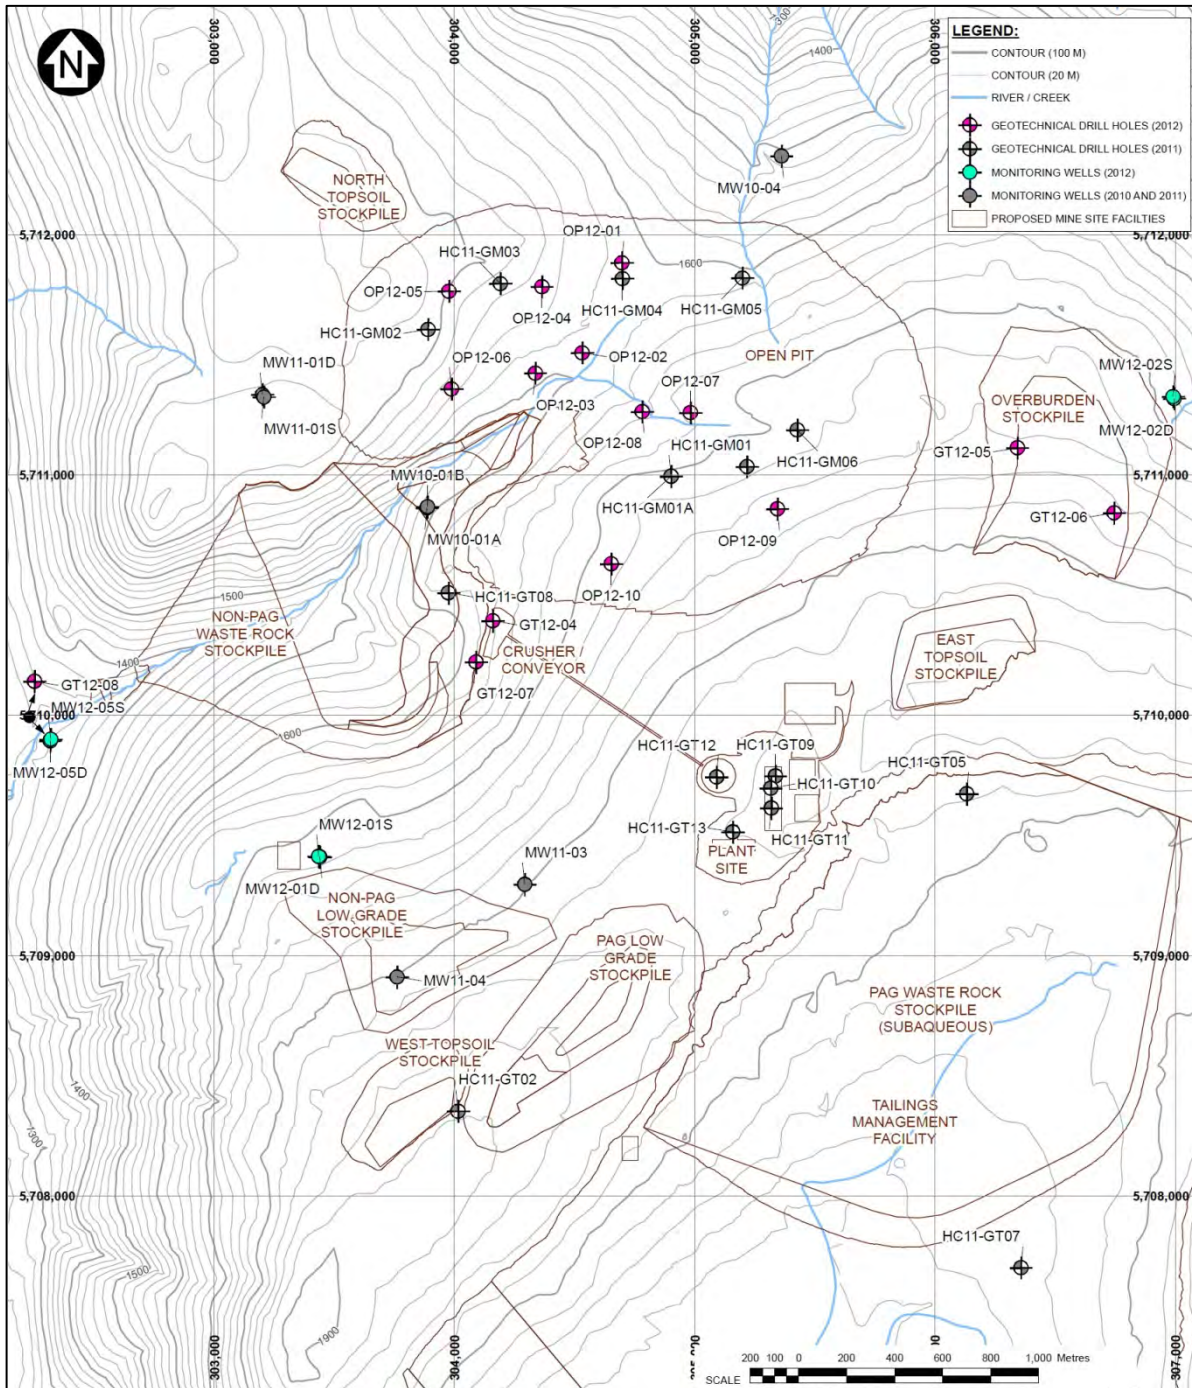 N
303,000
304,000
305,000
306,000
300
1400
LEGEND:
CONTOUR (100 M)
CONTOUR (20 M)
RIVER / CREEK
GEOTECHNICAL DRILL HOLES (2012)
GEOTECHNICAL DRILL HOLES (2011)
MONITORING WELLS (2012)
MONITORING WELLS (2010 AND 2011)
PROPOSED MINE SITE FACILTIES
NORTH
TOPSOIL
STOCKPILE
MW10-04
5,712,000
5,712,000
OP12-01
HC11-GM03
1600
OP12-05
OP12-04
HC11-GM04
HC11-GM05
HC11-GM02
OP12-06
OP12-02
OPEN PIT
MW11-01D
MW12-02S
OP12-07
MW11-01S
OP12-03
OVERBURDEN
STOCKPILE
OP12-08
HC11-GM01
HC11-GM06
MW12-02D
GT12-05
5,711,000
5,711,000
MW10-01B
HC11-GM01A
GT12-06
MW10-01A
OP12-09
OP12-10
1500
HC11-GT08
NON-PAG
WASTE ROCK
STOCKPILE
GT12-04
CRUSHER /
CONVEYOR
EAST
TOPSOIL
STOCKPILE
1400
GT12-08
GT12-07
MW12-05S
5,710,000
5,710,000
1600
HC11-GT12
HC11-GT09
HC11-GT05
MW12-05D
HC11-GT10
MW12-01S
HC11-GT13
HC11-GT11
MW11-03
PLANT
SITE
MW12-01D
NON-PAG
LOW GRADE
STOCKPILE
PAG LOW
GRADE
STOCKPILE
5,709,000
5,709,000
MW11-04
PAG WASTE ROCK
STOCKPILE
(SUBAQUEOUS)
WEST TOPSOIL
STOCKPILE
HC11-GT02
1400
1300
TAILINGS
MANAGEMENT
FACILITY
5,708,000
5,708,000
HC11-GT07
1500
1900
303,000
304,000
307,000
200 100 0 200 400 600 800 1,000 Metres
SCALE